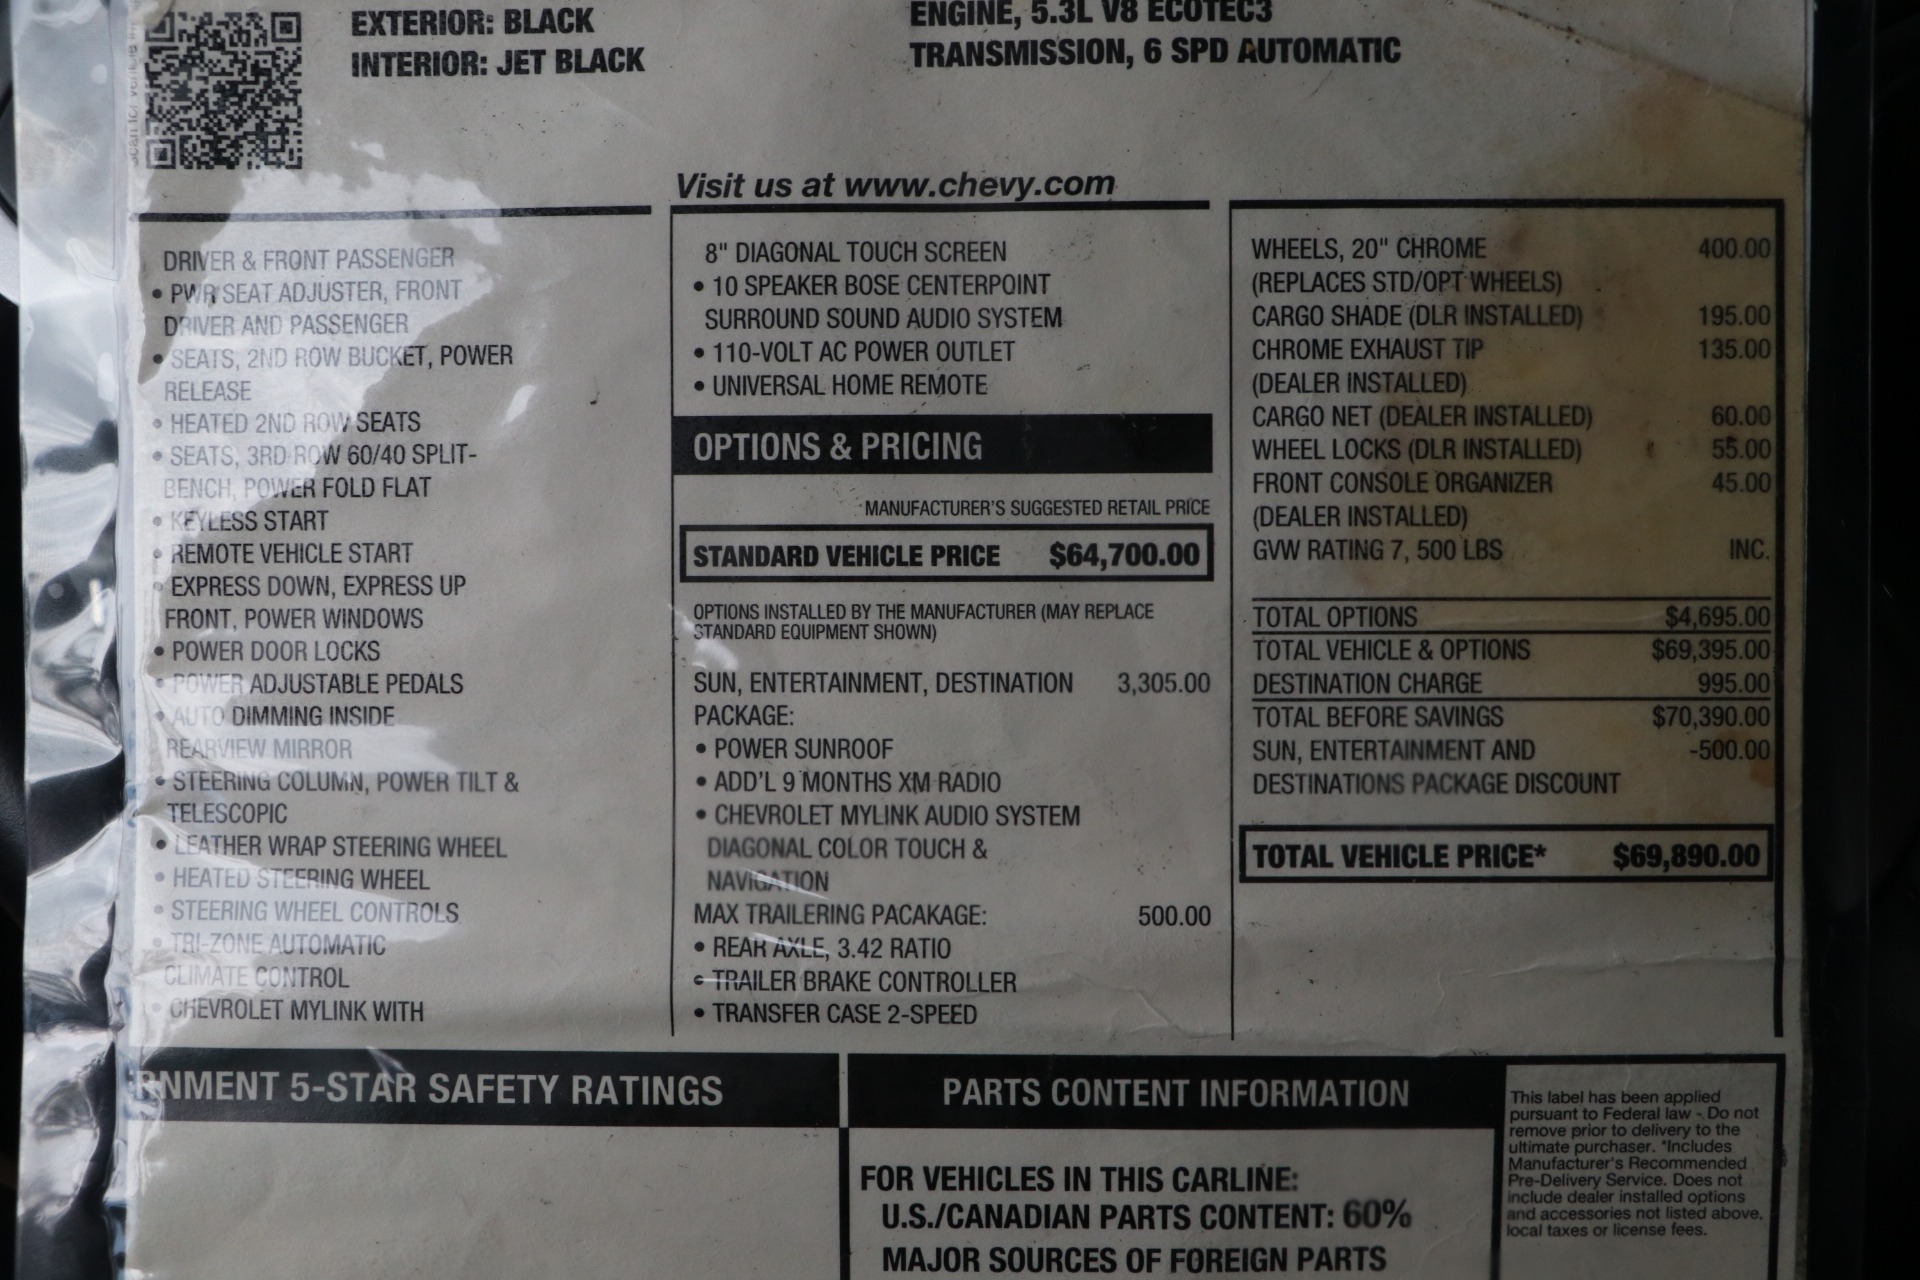 EXTERIOR: BLACK
INTERIOR: JET BLACK
ENGINE, 5.3L V8 ECOTEC3
TRANSMISSION, 6 SPD AUTOMATIC
Visit us at www.chevy.com
DRIVER & FRONT PASSENGER
• PWR SEAT ADJUSTER, FRONT
DRIVER AND PASSENGER
• SEATS, 2ND ROW BUCKET, POWER
RELEASE
• HEATED 2ND ROW SEATS
• SEATS, 3RD ROW 60/40 SPLIT-
BENCH, POWER FOLD FLAT
• KEYLESS START
• REMOTE VEHICLE START
• EXPRESS DOWN, EXPRESS UP
FRONT, POWER WINDOWS
• POWER DOOR LOCKS
• POWER ADJUSTABLE PEDALS
• AUTO DIMMING INSIDE
REARVIEW MIRROR
• STEERING COLUMN, POWER TILT &
TELESCOPIC
• LEATHER WRAP STEERING WHEEL
• HEATED STEERING WHEEL
• STEERING WHEEL CONTROLS
• TRI-ZONE AUTOMATIC
CLIMATE CONTROL
• CHEVROLET MYLINK WITH
8" DIAGONAL TOUCH SCREEN
• 10 SPEAKER BOSE CENTERPOINT
SURROUND SOUND AUDIO SYSTEM
• 110-VOLT AC POWER OUTLET
• UNIVERSAL HOME REMOTE
OPTIONS & PRICING
MANUFACTURER'S SUGGESTED RETAIL PRICE
STANDARD VEHICLE PRICE $64,700.00
OPTIONS INSTALLED BY THE MANUFACTURER (MAY REPLACE
STANDARD EQUIPMENT SHOWN)
SUN, ENTERTAINMENT, DESTINATION 3,305.00
PACKAGE:
• POWER SUNROOF
• ADD'L 9 MONTHS XM RADIO
• CHEVROLET MYLINK AUDIO SYSTEM
DIAGONAL COLOR TOUCH &
NAVIGATION
MAX TRAILERING PACAKAGE: 500.00
• REAR AXLE, 3.42 RATIO
• TRAILER BRAKE CONTROLLER
• TRANSFER CASE 2-SPEED
WHEELS, 20" CHROME 400.00
(REPLACES STD/OPT WHEELS)
CARGO SHADE (DLR INSTALLED) 195.00
CHROME EXHAUST TIP 135.00
(DEALER INSTALLED)
CARGO NET (DEALER INSTALLED) 60.00
WHEEL LOCKS (DLR INSTALLED) 55.00
FRONT CONSOLE ORGANIZER 45.00
(DEALER INSTALLED)
GVW RATING 7, 500 LBS INC.
TOTAL OPTIONS $4,695.00
TOTAL VEHICLE & OPTIONS $69,395.00
DESTINATION CHARGE 995.00
TOTAL BEFORE SAVINGS $70,390.00
SUN, ENTERTAINMENT AND -500.00
DESTINATIONS PACKAGE DISCOUNT
TOTAL VEHICLE PRICE* $69,890.00
RNMENT 5-STAR SAFETY RATINGS
PARTS CONTENT INFORMATION
FOR VEHICLES IN THIS CARLINE:
U.S./CANADIAN PARTS CONTENT: 60%
MAJOR SOURCES OF FOREIGN PARTS
This label has been applied
pursuant to Federal law - Do not
remove prior to delivery to the
ultimate purchaser. *Includes
Manufacturer's Recommended
Pre-Delivery Service. Does not
include dealer installed options
and accessories not listed above,
local taxes or license fees.